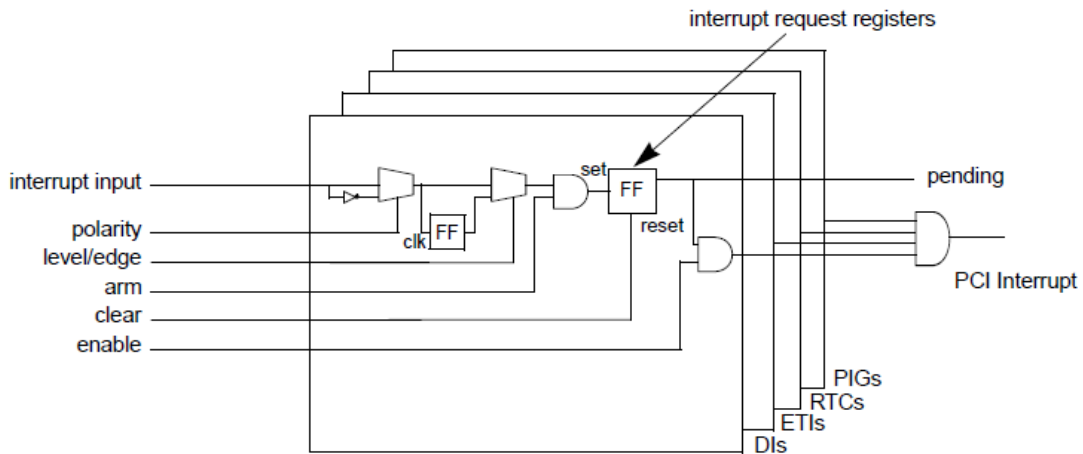 interrupt request registers
interrupt input
set
FF
pending
polarity
clk
FF
reset
level/edge
arm
PCI Interrupt
clear
enable
PIGs
RTCs
ETIs
DIs